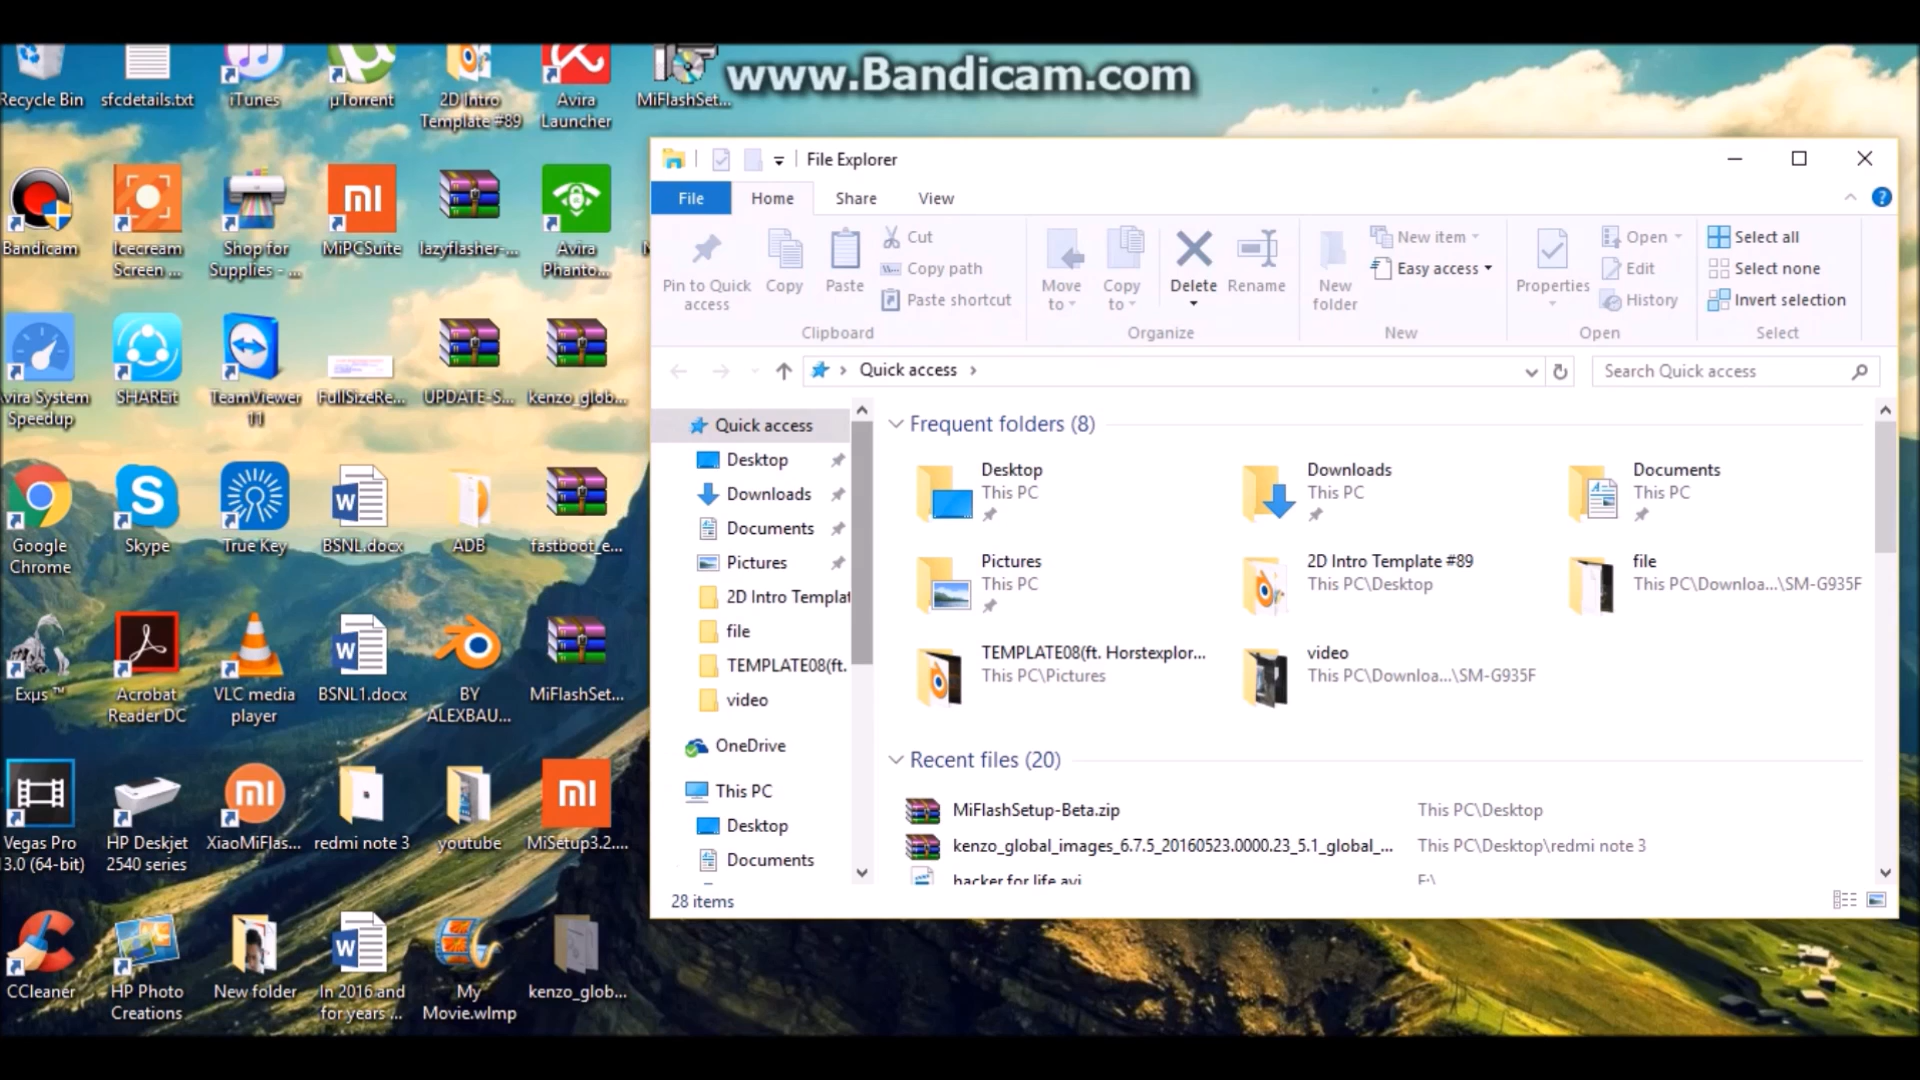 www.Bandicam.com
Recycle Bin
sfcdetails.txt
iTunes
µTorrent
2D Intro
Template #89
Avira
Launcher
MiFlashSet...
Bandicam
Icecream
Screen ...
Shop for
Supplies - ...
MiPCSuite
lazyflasher-...
Avira
Phanto...
Avira System
Speedup
SHAREit
TeamViewer
11
FullSizeRe...
UPDATE-S...
kenzo_glob...
Google
Chrome
Skype
True Key
BSNL.docx
ADB
fastboot_e...
Exµs ™
Acrobat
Reader DC
VLC media
player
BSNL1.docx
BY
ALEXBAU...
MiFlashSet...
Vegas Pro
13.0 (64-bit)
HP Deskjet
2540 series
XiaoMiFlas...
redmi note 3
youtube
MiSetup3.2....
CCleaner
HP Photo
Creations
New folder
In 2016 and
for years ...
My
Movie.wlmp
kenzo_glob...
File Explorer
File
Home
Share
View
Pin to Quick
access
Copy
Paste
Cut
Copy path
Paste shortcut
Clipboard
Move
to
Copy
to
Delete
Rename
Organize
New
folder
New item
Easy access
New
Properties
Open
Edit
History
Open
Select all
Select none
Invert selection
Select
Quick access
Search Quick access
Quick access
Desktop
Downloads
Documents
Pictures
2D Intro Templat
file
TEMPLATE08(ft.
video
OneDrive
This PC
Desktop
Documents
Frequent folders (8)
Desktop
This PC
Downloads
This PC
Documents
This PC
Pictures
This PC
2D Intro Template #89
This PC\Desktop
file
This PC\Downloa...\SM-G935F
TEMPLATE08(ft. Horstexplor...
This PC\Pictures
video
This PC\Downloa...\SM-G935F
Recent files (20)
MiFlashSetup-Beta.zip
This PC\Desktop
kenzo_global_images_6.7.5_20160523.0000.23_5.1_global_...
This PC\Desktop\redmi note 3
hacker for life.avi
F:\
28 items